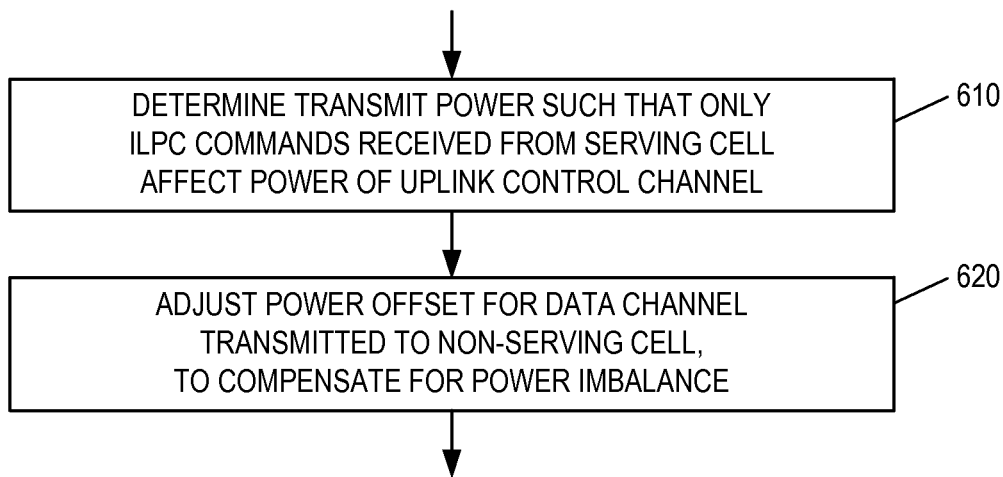 DETERMINE TRANSMIT POWER SUCH THAT ONLY
ILPC COMMANDS RECEIVED FROM SERVING CELL
AFFECT POWER OF UPLINK CONTROL CHANNEL
610
ADJUST POWER OFFSET FOR DATA CHANNEL
TRANSMITTED TO NON-SERVING CELL,
TO COMPENSATE FOR POWER IMBALANCE
620